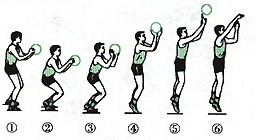 ① ② ③ ④ ⑤ ⑥